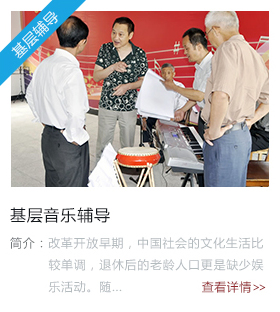 基层辅导
基层音乐辅导
简介：改革开放早期，中国社会的文化生活比
较单调，退休后的老龄人口更是缺少娱
乐活动。随... 查看详情>>